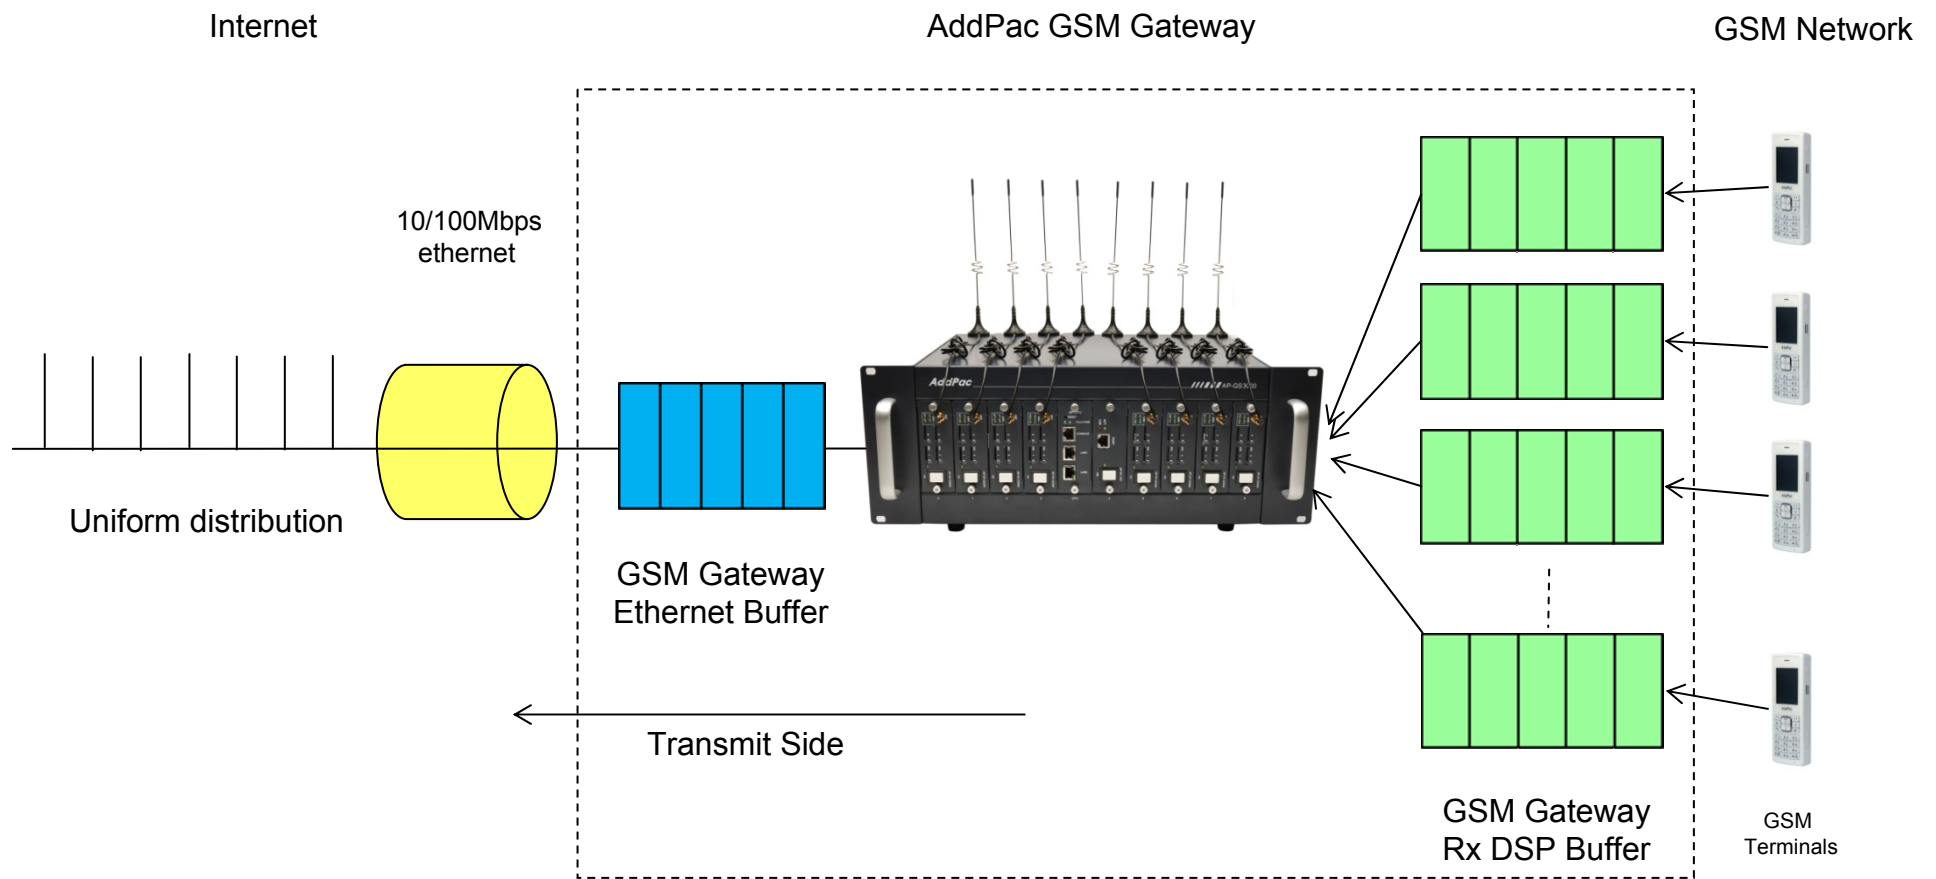 Internet
AddPac GSM Gateway
GSM Network
10/100Mbps
ethernet
AddPac
Uniform distribution
GSM Gateway
Ethernet Buffer
Transmit Side
GSM Gateway
Rx DSP Buffer
GSM
Terminals